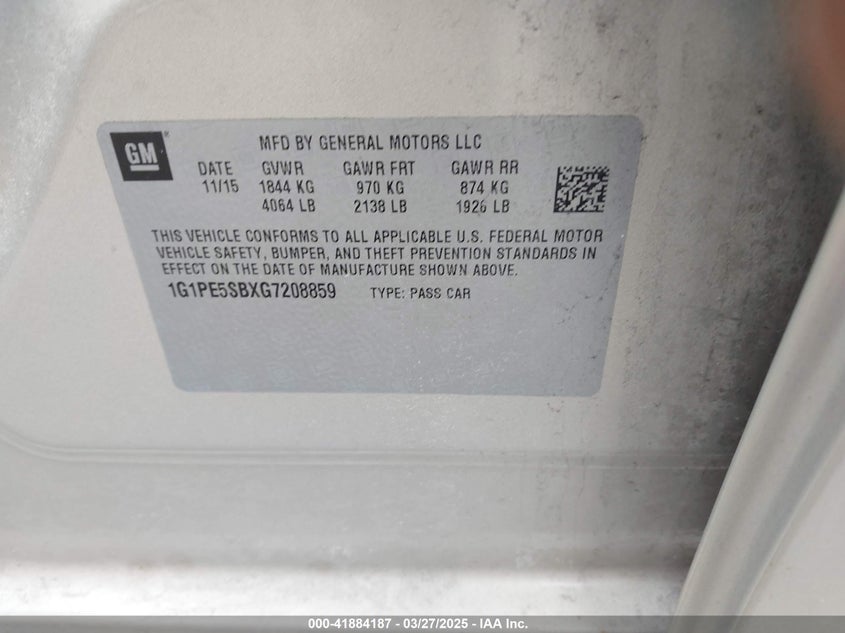 GM
MFD BY GENERAL MOTORS LLC
DATE GVWR GAWR FRT GAWR RR
11/15 1844 KG 970 KG 874 KG
4064 LB 2138 LB 1926 LB
THIS VEHICLE CONFORMS TO ALL APPLICABLE U.S. FEDERAL MOTOR
VEHICLE SAFETY, BUMPER, AND THEFT PREVENTION STANDARDS IN
EFFECT ON THE DATE OF MANUFACTURE SHOWN ABOVE.
1G1PE5SBXG7208859 TYPE: PASS CAR
000-41884187 - 03/27/2025 - IAA Inc.